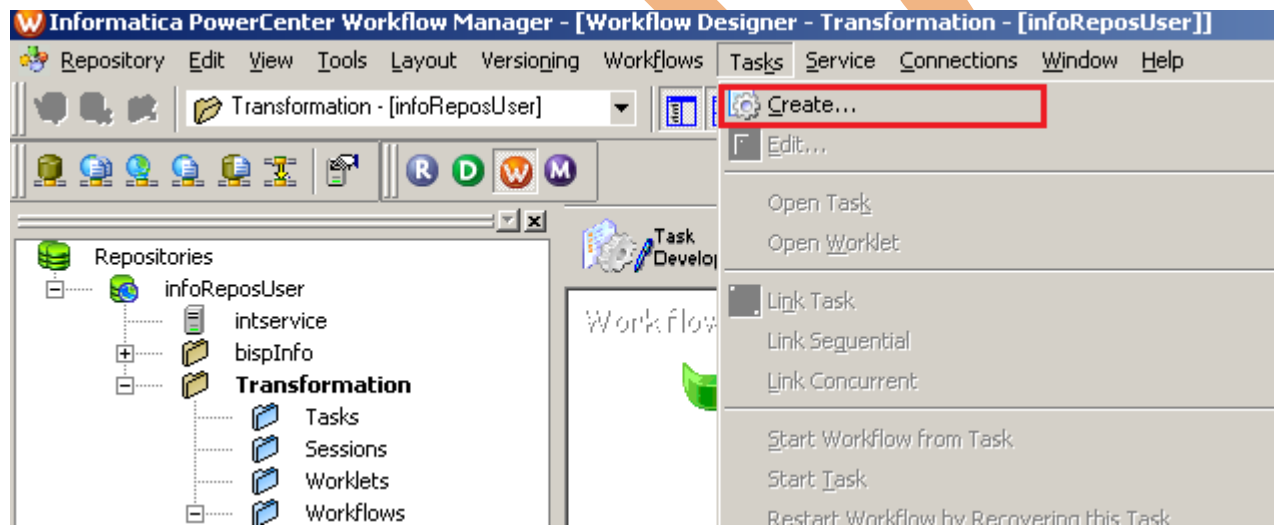 Informatica PowerCenter Workflow Manager - [Workflow Designer - Transformation - [infoReposUser]]
Repository Edit View Tools Layout Versioning Workflows Tasks Service Connections Window Help
Transformation - [infoReposUser]
Create...
Edit...
R D W M
Open Task
Task
Develop
Open Worklet
Repositories
infoReposUser
Link Task
intservice
Workflow
Link Sequential
bispInfo
Link Concurrent
Transformation
Tasks
Start Workflow from Task
Sessions
Start Task
Worklets
Workflows
Restart Workflow by Recovering this Task